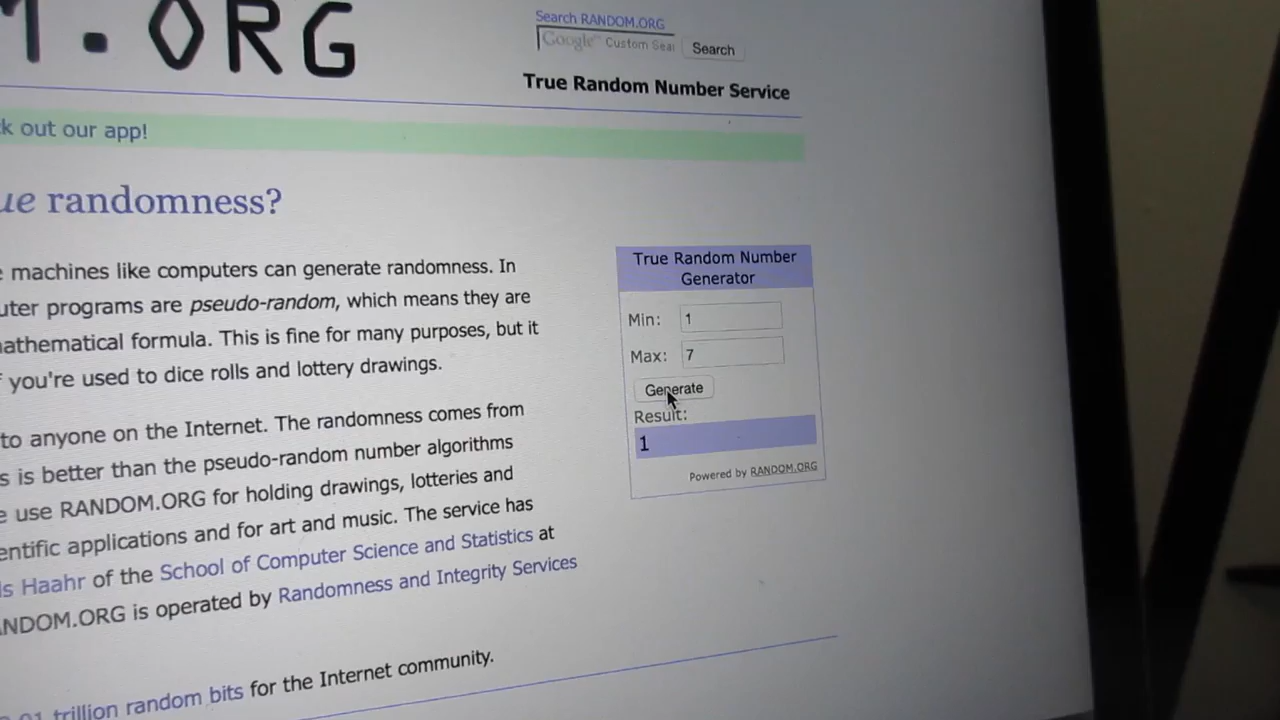 .ORG
Search RANDOM.ORG
Google™ Custom Sea
Search
True Random Number Service
out our app!
randomness?
machines like computers can generate randomness. In
programs are pseudo-random, which means they are
mathematical formula. This is fine for many purposes, but it
you're used to dice rolls and lottery drawings.
to anyone on the Internet. The randomness comes from
is better than the pseudo-random number algorithms
use RANDOM.ORG for holding drawings, lotteries and
applications and for art and music. The service has
Haahr of the School of Computer Science and Statistics at
RANDOM.ORG is operated by Randomness and Integrity Services
trillion random bits for the Internet community.
True Random Number
Generator
Min: 1
Max: 7
Generate
Result:
1
Powered by RANDOM.ORG